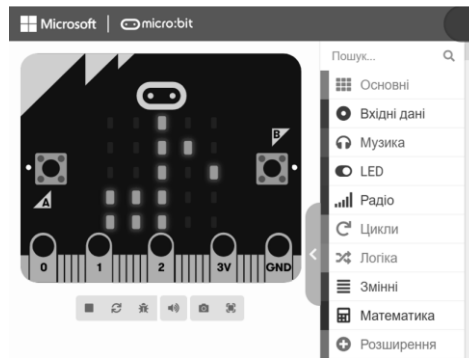 Microsoft micro:bit
A
B
0 1 2 3V GND
Пошук...
Основні
Вхідні дані
Музика
LED
Радіо
Цикли
Логіка
Змінні
Математика
Розширення